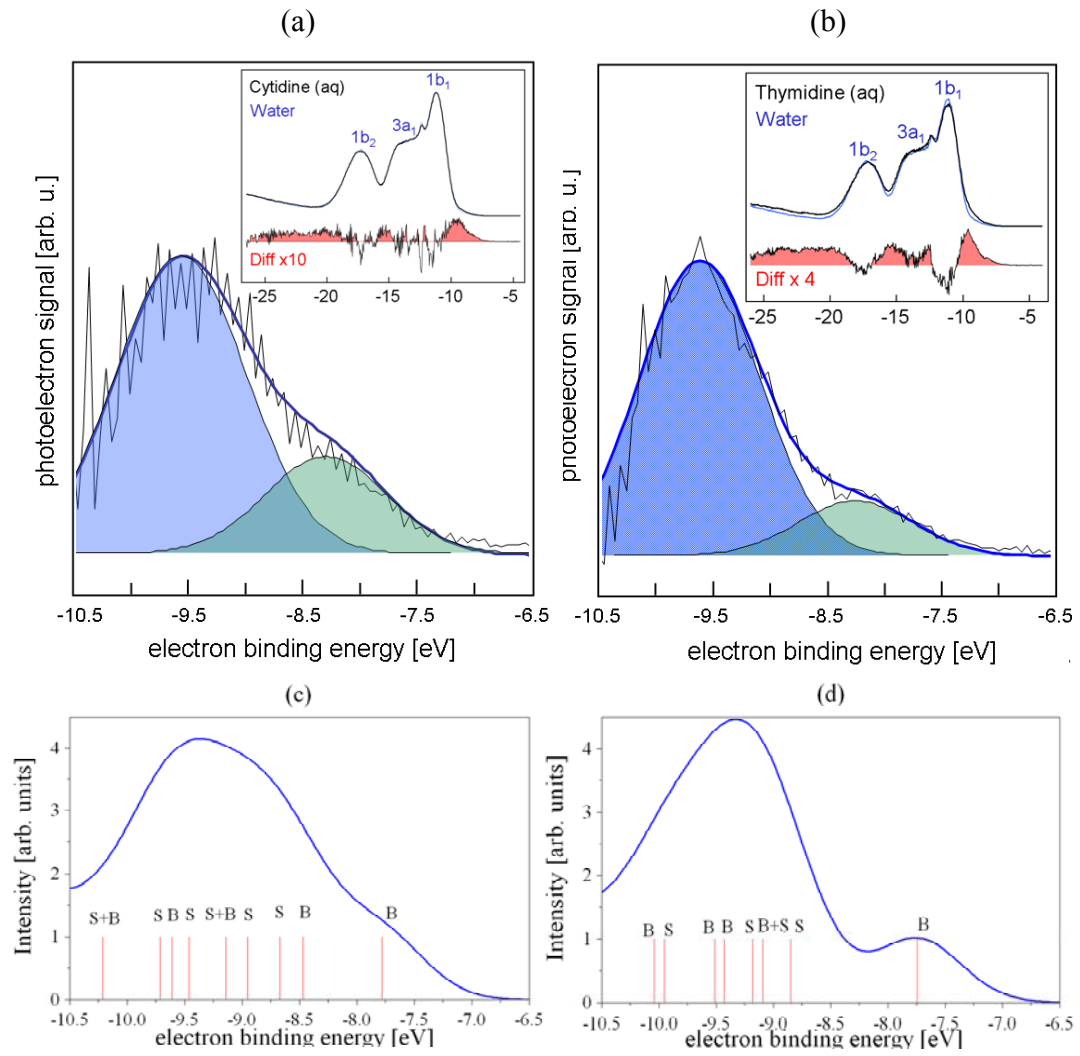 (a)
(b)
Cytidine (aq)
Water
1b₁
3a₁
1b₂
Diff x10
-25 -20 -15 -10 -5
photoelectron signal [arb. u.]
-10.5 -9.5 -8.5 -7.5 -6.5
electron binding energy [eV]
Thymidine (aq)
Water
1b₁
3a₁
1b₂
Diff x 4
-25 -20 -15 -10 -5
photoelectron signal [arb. u.]
-10.5 -9.5 -8.5 -7.5 -6.5
electron binding energy [eV]
(c)
4
3
2
1
0
Intensity [arb. units]
S+B S B S S+B S S B B
-10.5 -10.0 -9.5 -9.0 -8.5 -8.0 -7.5 -7.0 -6.5
electron binding energy [eV]
(d)
4
3
2
1
0
Intensity [arb. units]
B S B B S B+S S B
-10.5 -10.0 -9.5 -9.0 -8.5 -8.0 -7.5 -7.0 -6.5
electron binding energy [eV]